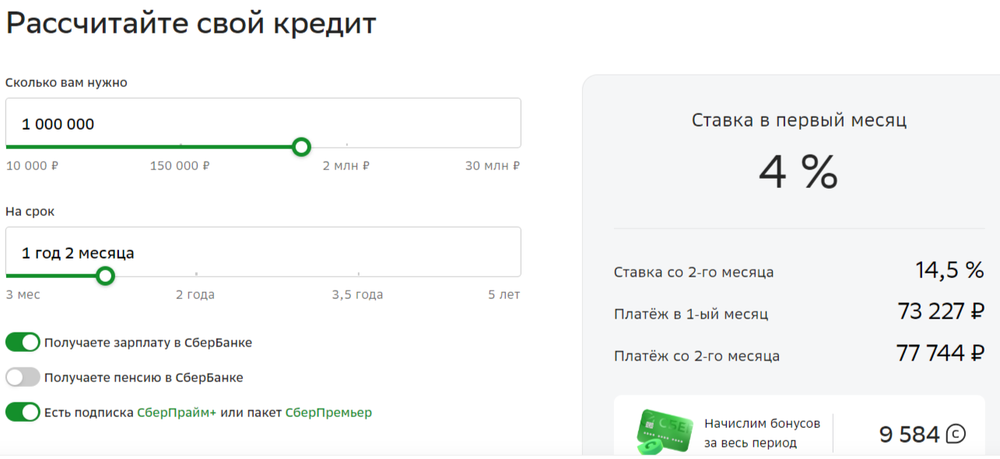 Рассчитайте свой кредит
Сколько вам нужно
1 000 000
10 000 ₽ 150 000 ₽ 2 млн ₽ 30 млн ₽
На срок
1 год 2 месяца
3 мес 2 года 3,5 года 5 лет
Получаете зарплату в СберБанке
Получаете пенсию в СберБанке
Есть подписка СберПрайм+ или пакет СберПремьер
Ставка в первый месяц
4 %
Ставка со 2-го месяца 14,5 %
Платёж в 1-ый месяц 73 227 ₽
Платёж со 2-го месяца 77 744 ₽
Начислим бонусов
за весь период
9 584